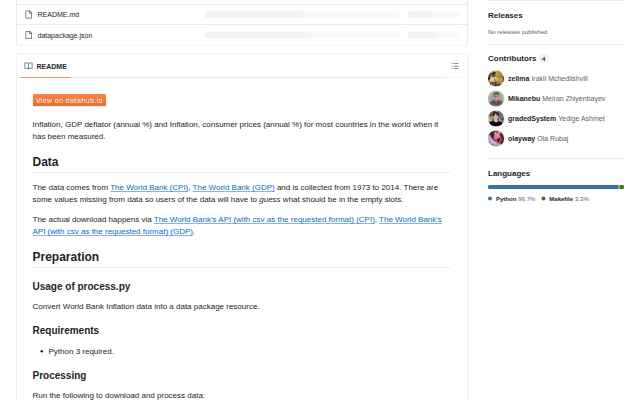 README.md
datapackage.json
README
View on datahub.io
Inflation, GDP deflator (annual %) and Inflation, consumer prices (annual %) for most countries in the world when it
has been measured.
Data
The data comes from The World Bank (CPI), The World Bank (GDP) and is collected from 1973 to 2014. There are
some values missing from data so users of the data will have to guess what should be in the empty slots.
The actual download happens via The World Bank's API (with csv as the requested format) (CPI), The World Bank's
API (with csv as the requested format) (GDP).
Preparation
Usage of process.py
Convert World Bank Inflation data into a data package resource.
Requirements
• Python 3 required.
Processing
Run the following to download and process data:
Releases
No releases published
Contributors 4
zelima Irakli Mchedlishvili
Mikanebu Meiran Zhiyenbayev
gradedSystem Yedige Ashmet
olayway Ola Rubaj
Languages
Python 96.7% Makefile 3.3%